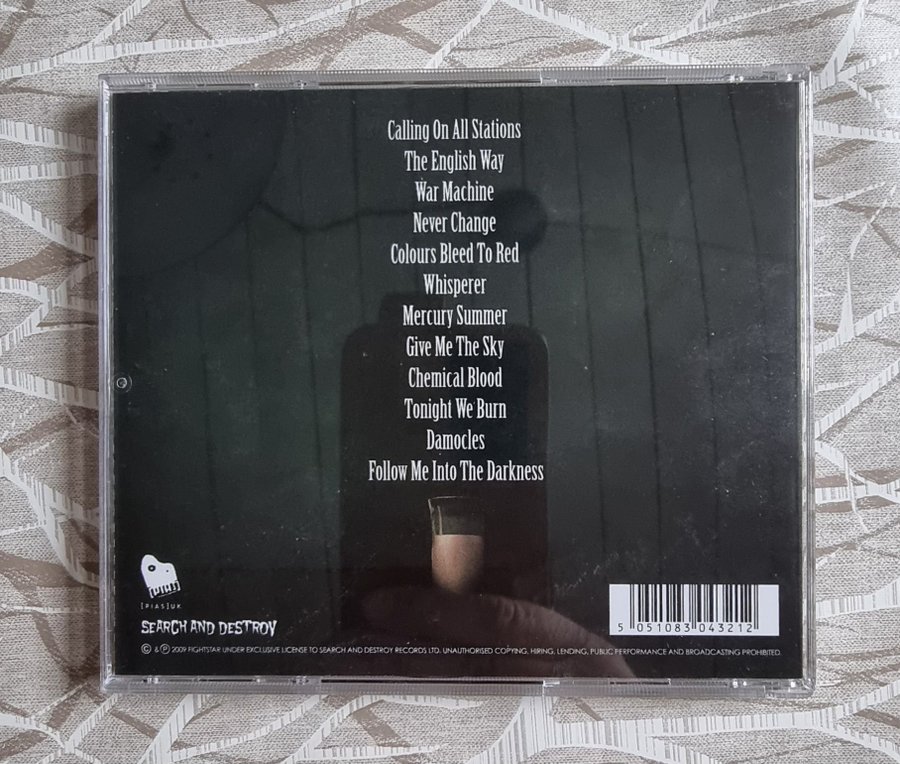 Calling On All Stations
The English Way
War Machine
Never Change
Colours Bleed To Red
Whisperer
Mercury Summer
Give Me The Sky
Chemical Blood
Tonight We Burn
Damocles
Follow Me Into The Darkness
[PIAS]UK
SEARCH AND DESTROY
5 051083 043212
© & ℗ 2009 FIGHTSTAR UNDER EXCLUSIVE LICENSE TO SEARCH AND DESTROY RECORDS LTD. UNAUTHORISED COPYING, HIRING, LENDING, PUBLIC PERFORMANCE AND BROADCASTING PROHIBITED.